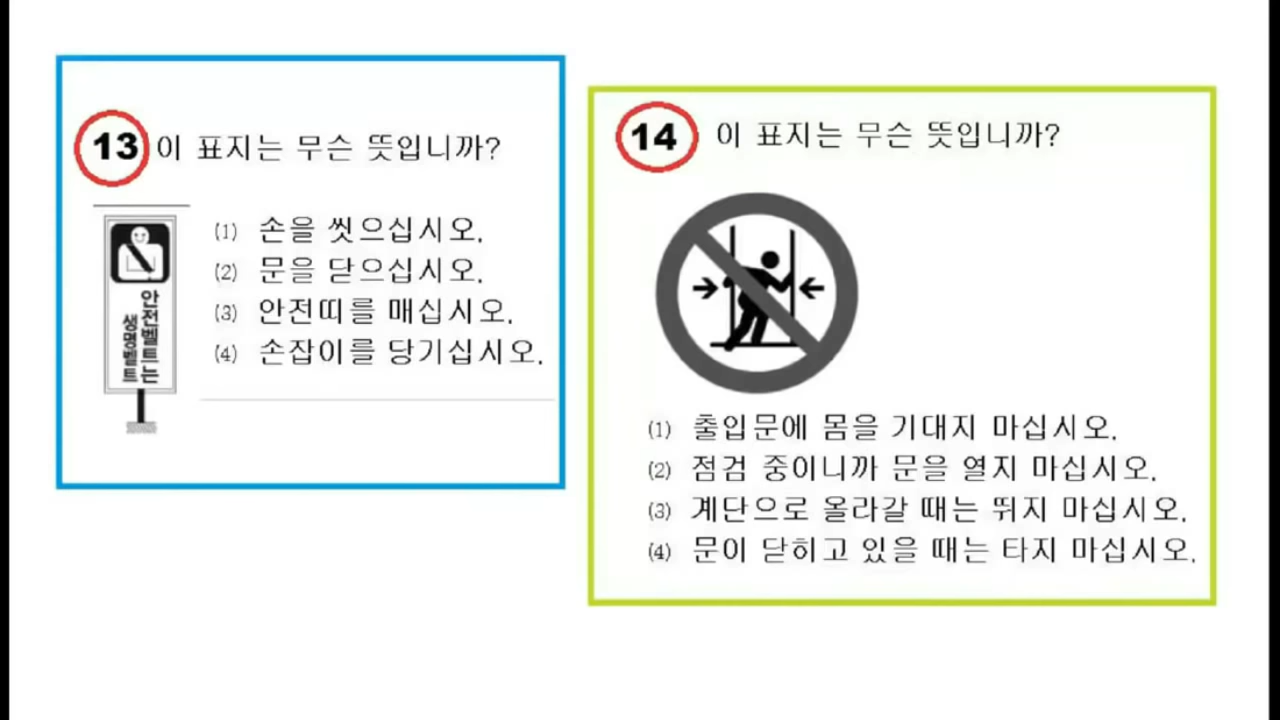 13 이 표지는 무슨 뜻입니까?
안전벨트는
생명벨트
(1) 손을 씻으십시오.
(2) 문을 닫으십시오.
(3) 안전띠를 매십시오.
(4) 손잡이를 당기십시오.
14 이 표지는 무슨 뜻입니까?
(1) 출입문에 몸을 기대지 마십시오.
(2) 점검 중이니까 문을 열지 마십시오.
(3) 계단으로 올라갈 때는 뛰지 마십시오.
(4) 문이 닫히고 있을 때는 타지 마십시오.